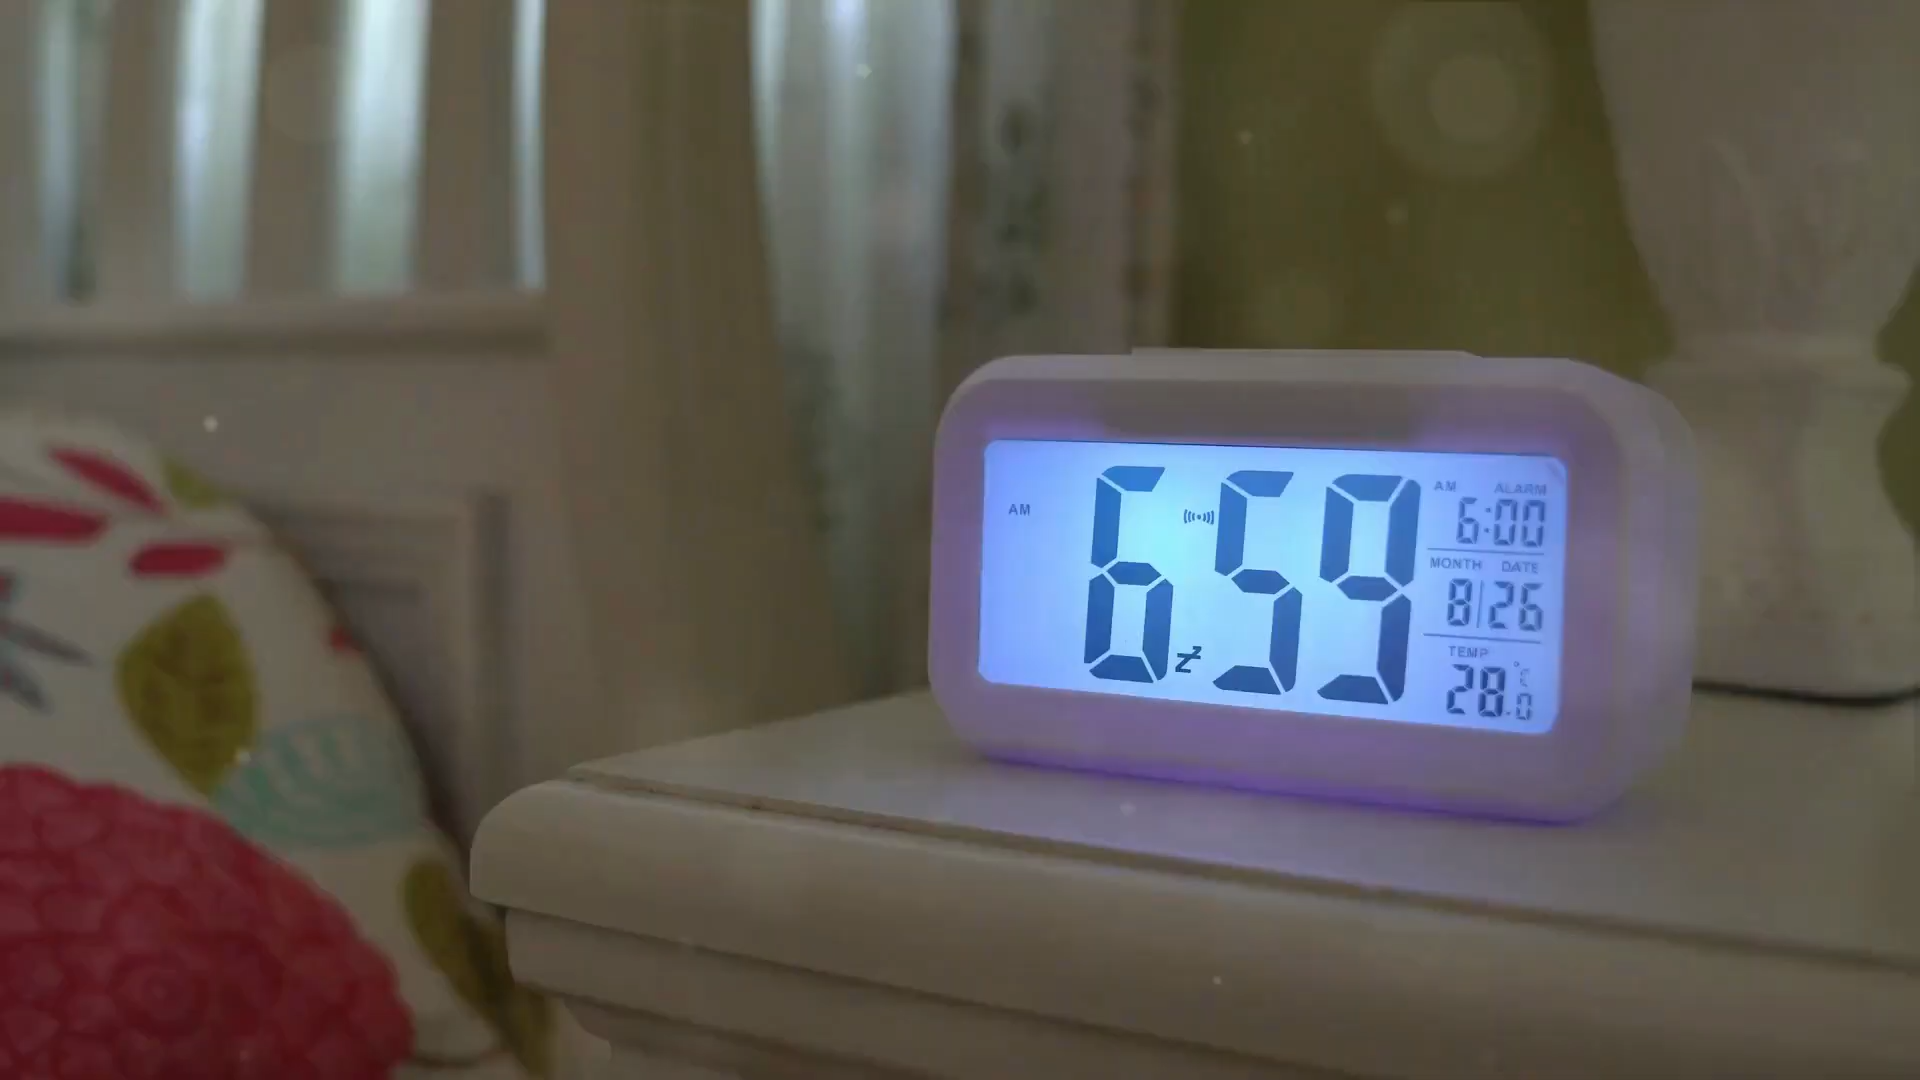 AM 6 59
z
AM ALARM
6:00
MONTH DATE
8|26
TEMP
28.0 °C